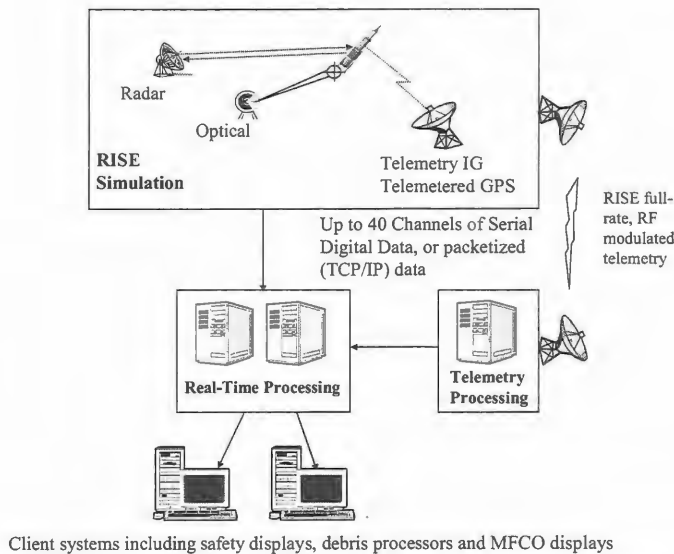 Radar
Optical
RISE
Simulation
Telemetry IG
Telemetered GPS
RISE full-
rate, RF
modulated
telemetry
Up to 40 Channels of Serial
Digital Data, or packetized
(TCP/IP) data
Real-Time Processing
Telemetry
Processing
Client systems including safety displays, debris processors and MFCO displays